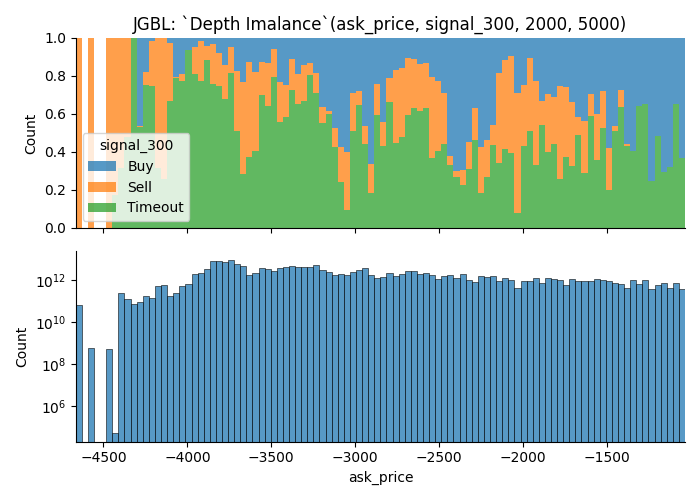 JGBL: `Depth Imalance`(ask_price, signal_300, 2000, 5000)
1.0
0.8
0.6
0.4
0.2
0.0
Count
signal_300
Buy
Sell
Timeout
10^12
10^10
10^8
10^6
Count
−4500 −4000 −3500 −3000 −2500 −2000 −1500
ask_price